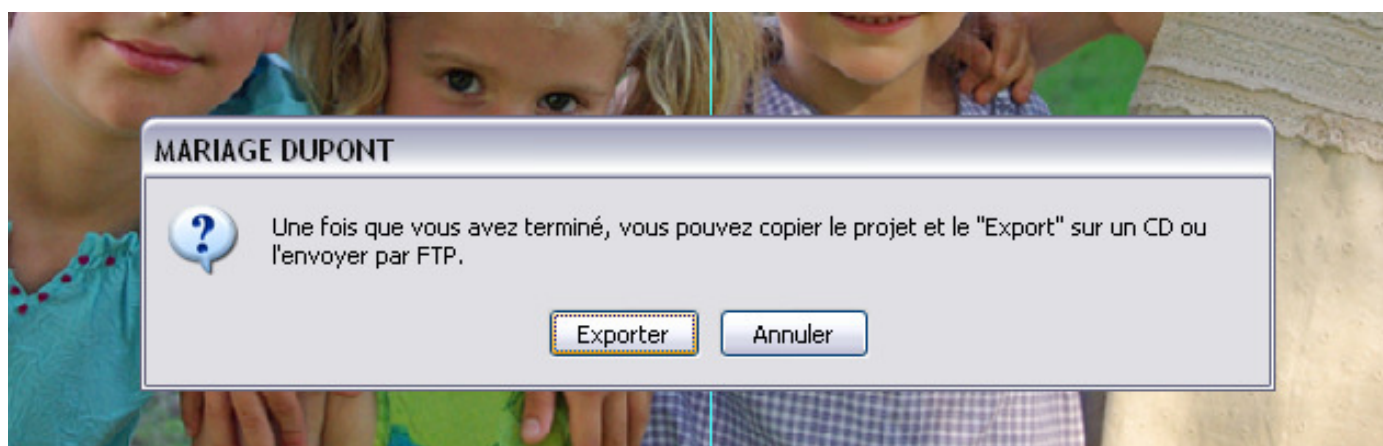 MARIAGE DUPONT
Une fois que vous avez terminé, vous pouvez copier le projet et le "Export" sur un CD ou
l'envoyer par FTP.
Exporter
Annuler